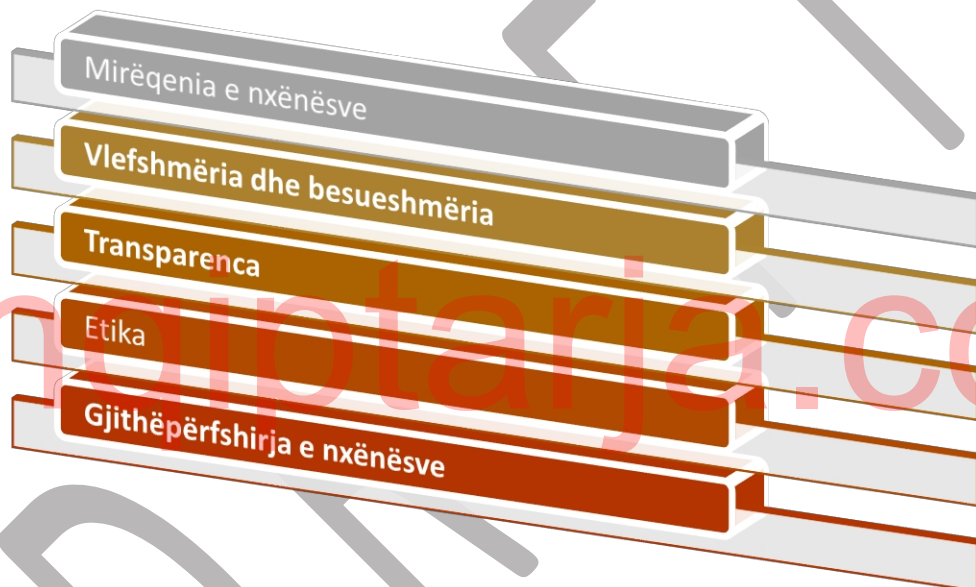 Mirëqenia e nxënësve
Vlefshmëria dhe besueshmëria
Transparenca
Etika
Gjithëpërfshirja e nxënësve